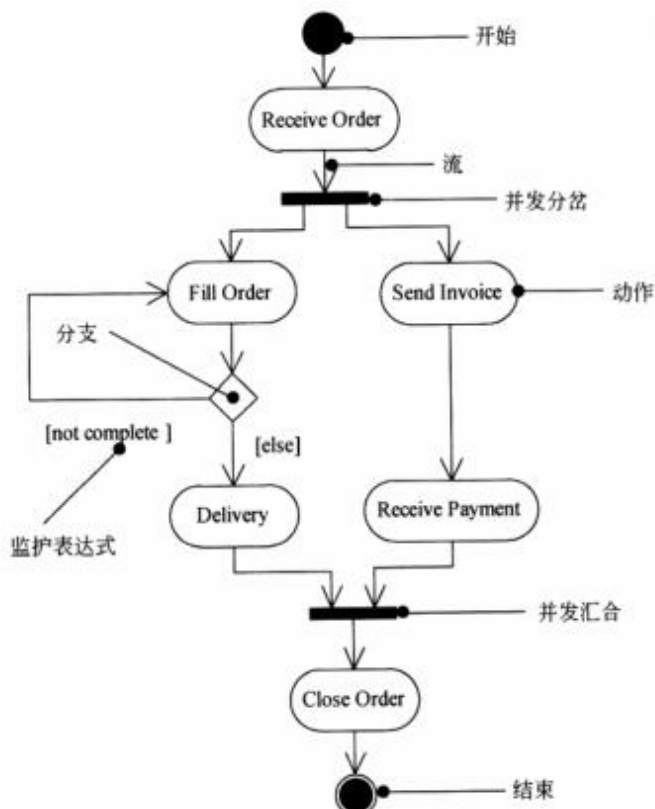 开始
Receive Order
流
并发分岔
Fill Order
Send Invoice
动作
分支
[not complete ]
[else]
Delivery
Receive Payment
监护表达式
并发汇合
Close Order
结束